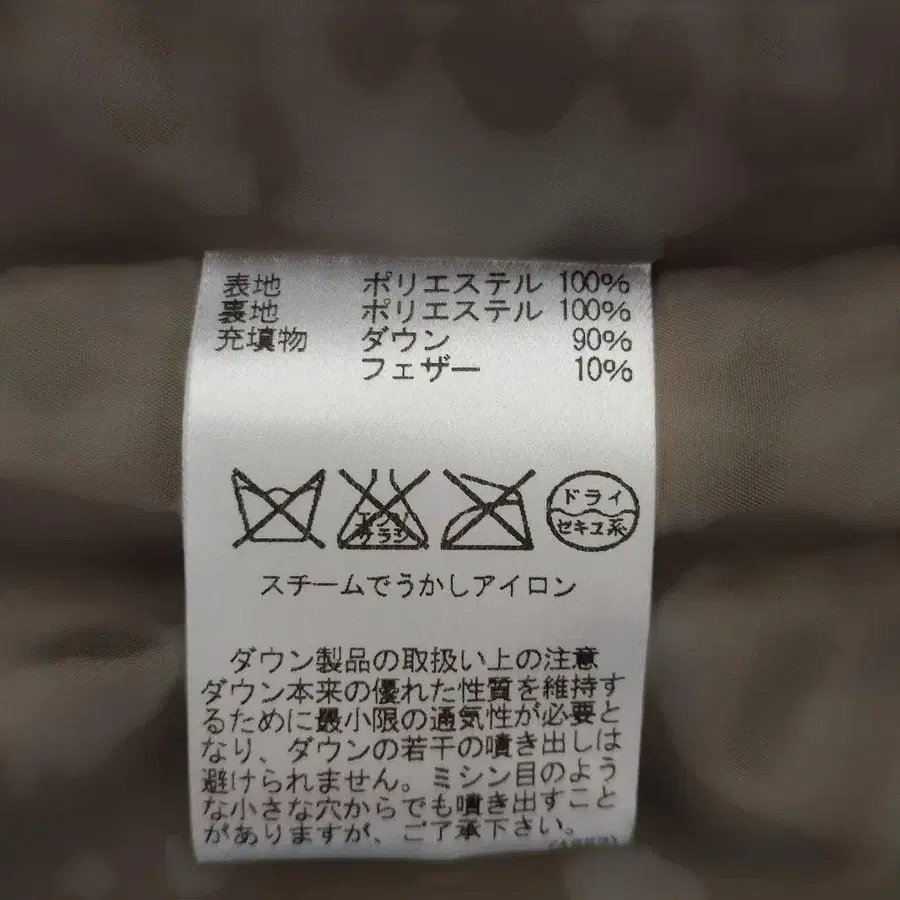 表地 ポリエステル 100%
裏地 ポリエステル 100%
充填物 ダウン 90%
フェザー 10%
エンソ
サラシ
ドライ
セキユ系
スチームでうかしアイロン
ダウン製品の取扱い上の注意
ダウン本来の優れた性質を維持す
るために最小限の通気性が必要と
なり、ダウンの若干の噴き出しは
避けられません。ミシン目のよう
な小さな穴からでも噴き出すこと
がありますが、ご了承下さい。